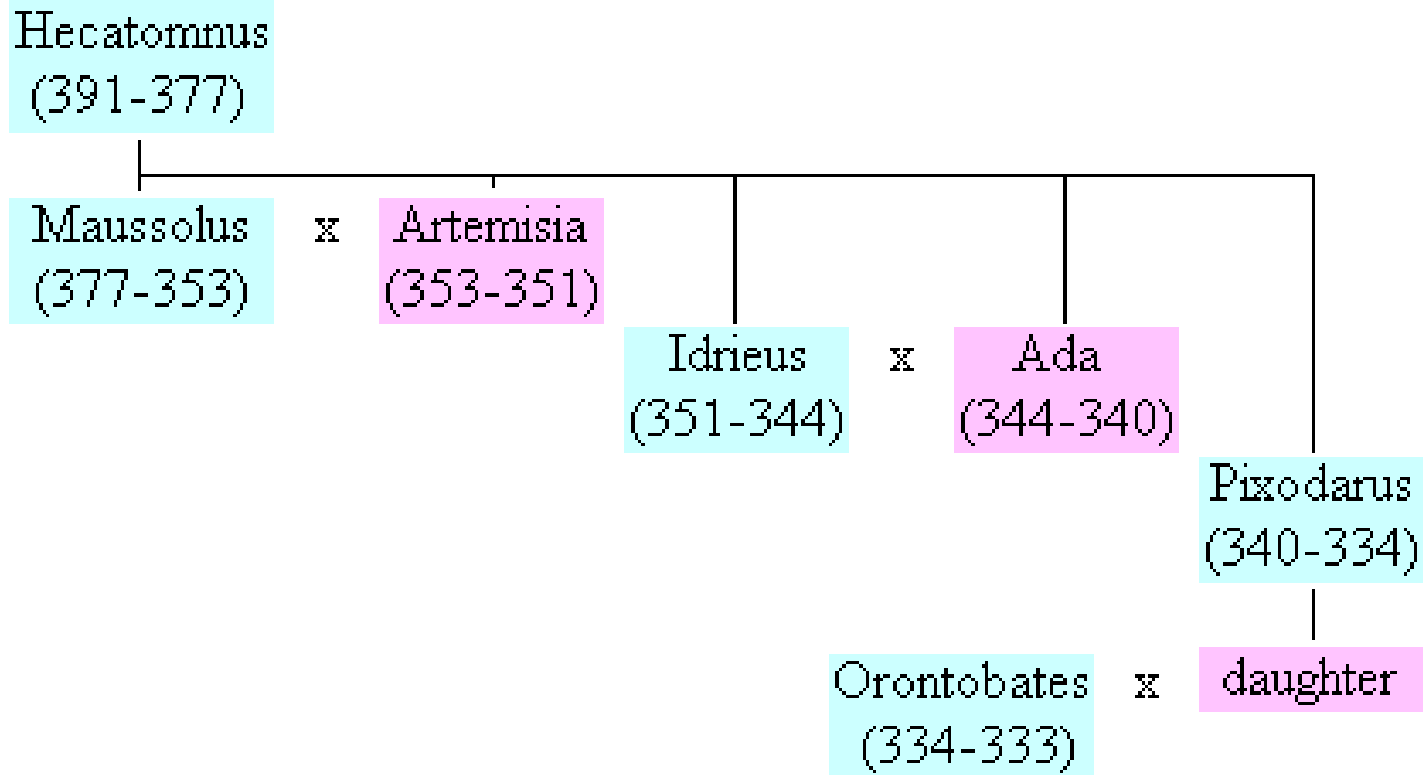 Hecatomnus
(391-377)
Maussolus x Artemisia
(377-353) (353-351)
Idrieus x Ada
(351-344) (344-340)
Pixodarus
(340-334)
Orontobates x daughter
(334-333)